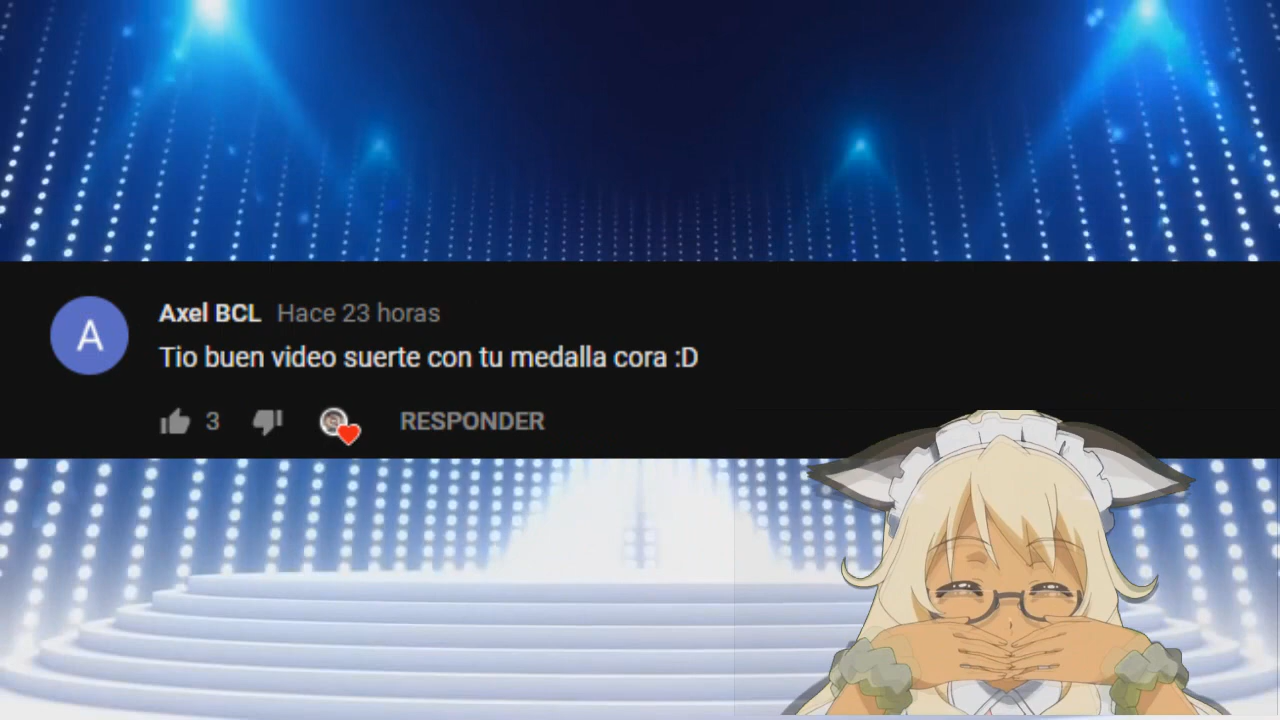 A
Axel BCL Hace 23 horas
Tio buen video suerte con tu medalla cora :D
3 RESPONDER